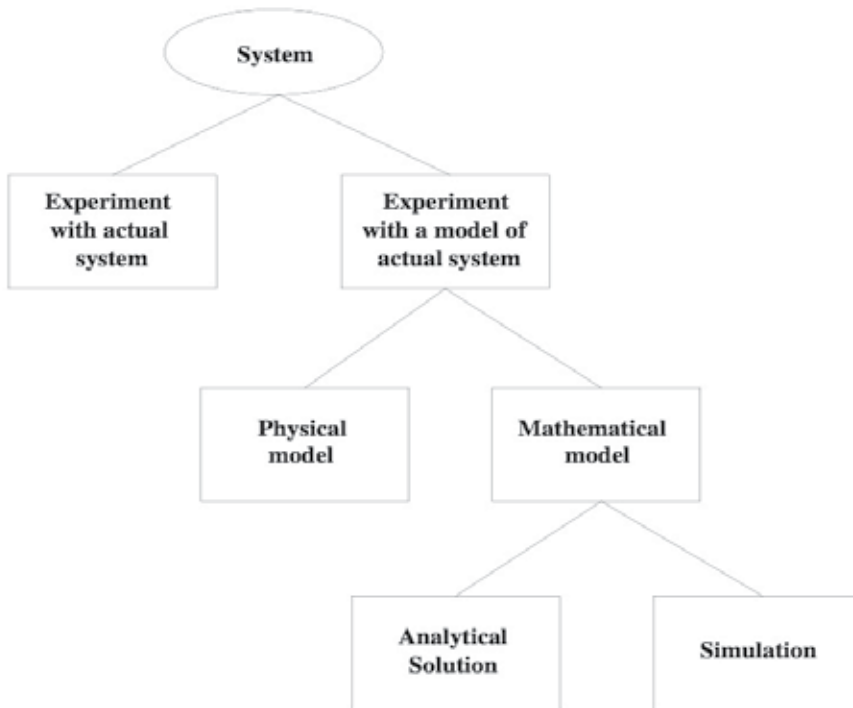 System
Experiment
with actual
system
Experiment
with a model of
actual system
Physical
model
Mathematical
model
Analytical
Solution
Simulation